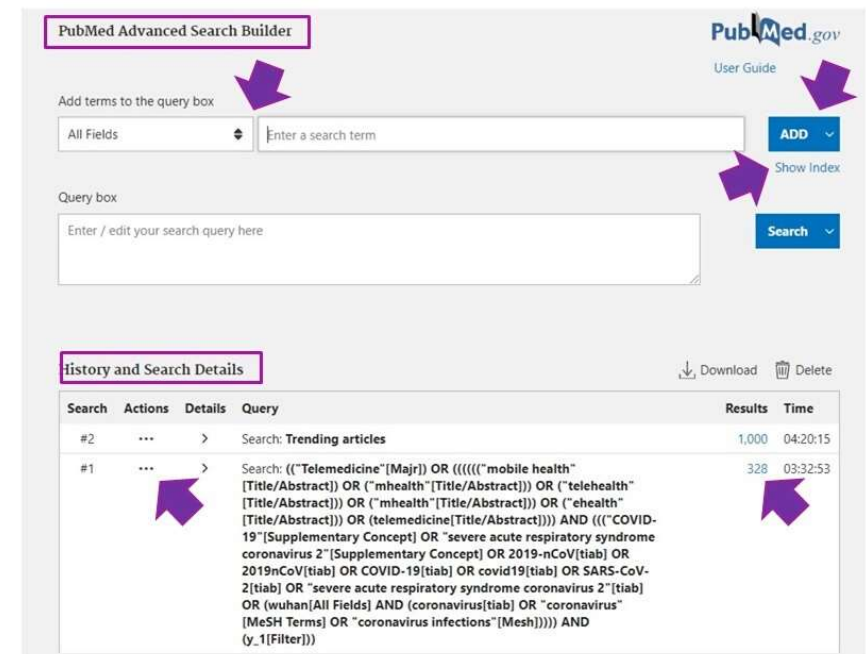 PubMed Advanced Search Builder
PubMed.gov
User Guide
Add terms to the query box
All Fields
Enter a search term
ADD
Show Index
Query box
Enter / edit your search query here
Search
History and Search Details
Download
Delete
Search Actions Details Query Results Time
#2 ... > Search: Trending articles 1,000 04:20:15
#1 ... > Search: (("Telemedicine"[Majr]) OR (((((("mobile health" 328 03:32:53
[Title/Abstract]) OR ("mhealth"[Title/Abstract])) OR ("telehealth"
[Title/Abstract])) OR ("mhealth"[Title/Abstract])) OR ("ehealth"
[Title/Abstract])) OR (telemedicine[Title/Abstract]))) AND ((("COVID-
19"[Supplementary Concept] OR "severe acute respiratory syndrome
coronavirus 2"[Supplementary Concept] OR 2019-nCoV[tiab] OR
2019nCoV[tiab] OR COVID-19[tiab] OR covid19[tiab] OR SARS-CoV-
2[tiab] OR "severe acute respiratory syndrome coronavirus 2"[tiab]
OR (wuhan[All Fields] AND (coronavirus[tiab] OR "coronavirus"
[MeSH Terms] OR "coronavirus infections"[Mesh])))) AND
(y_1[Filter]))